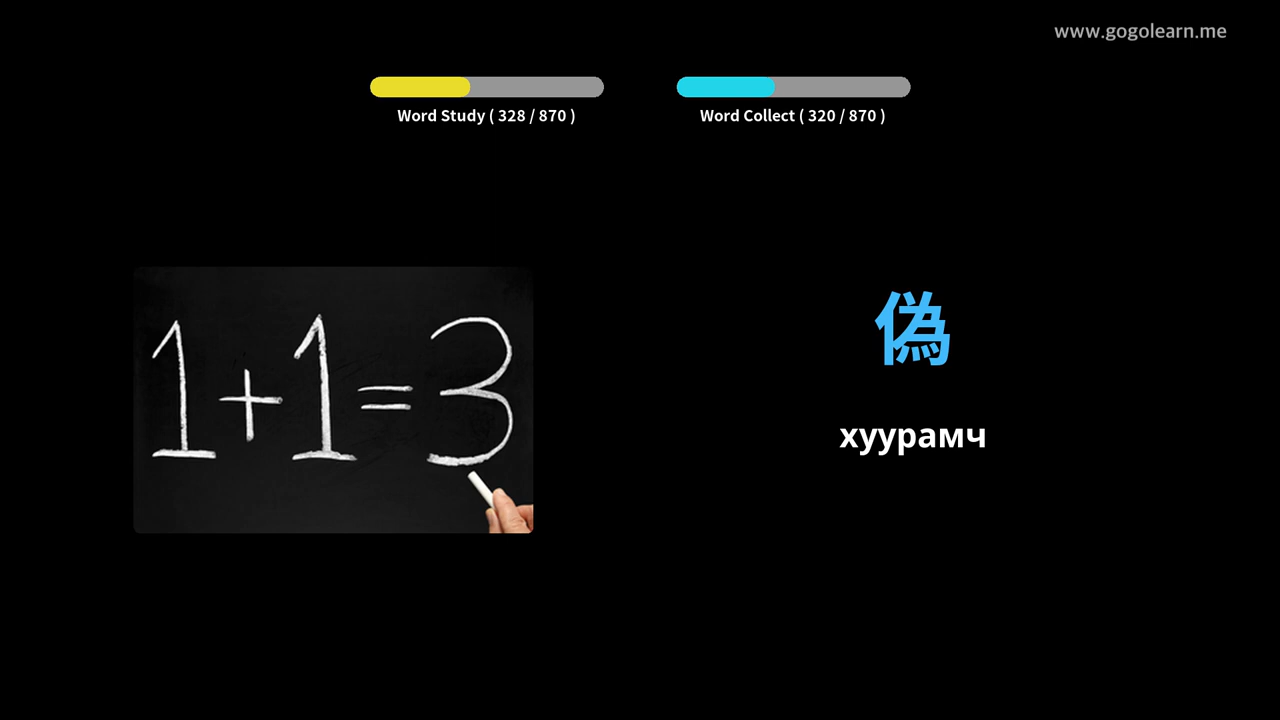 www.gogolearn.me
Word Study ( 328 / 870 )
Word Collect ( 320 / 870 )
1+1=3
偽
хуурамч